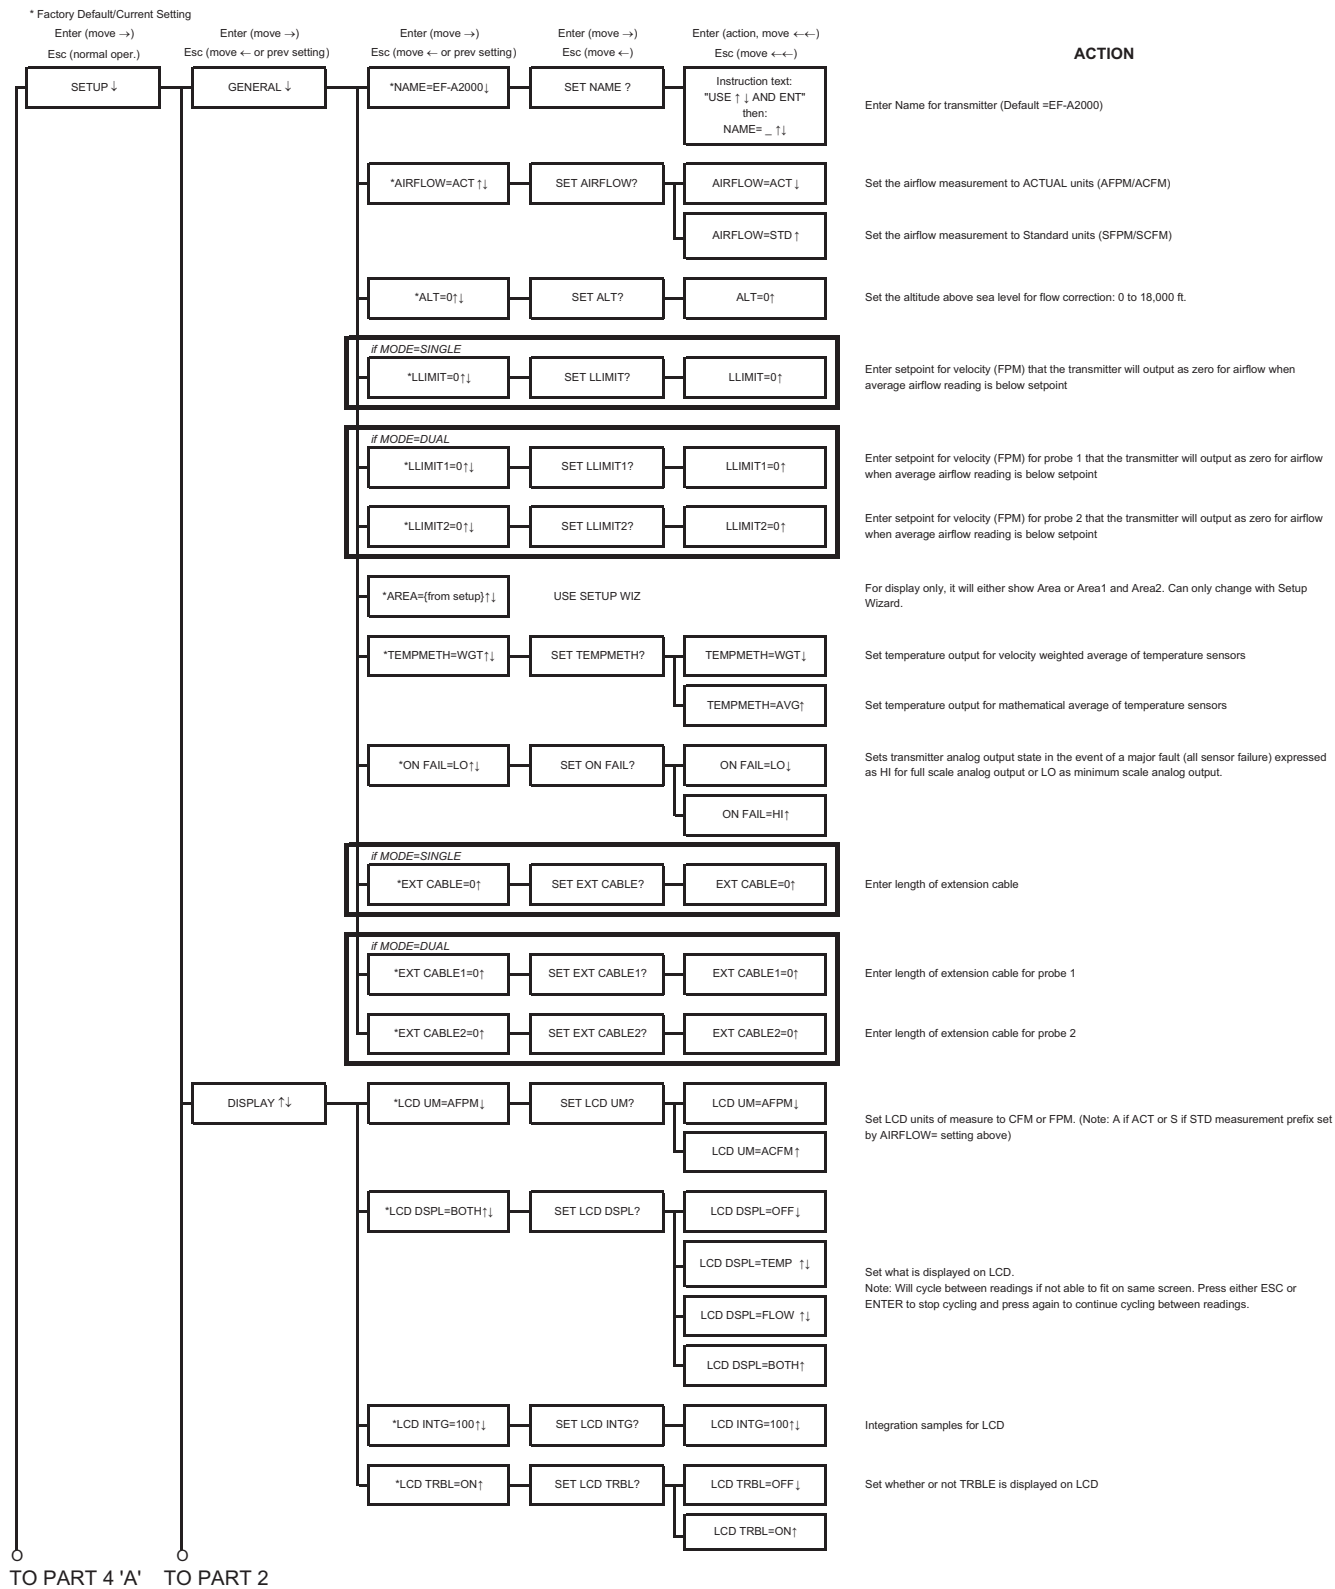 * Factory Default/Current Setting
Enter (move →)
Enter (move →)
Enter (move →)
Enter (move →)
Enter (action, move ←←)
Esc (normal oper.)
Esc (move ← or prev setting)
Esc (move ← or prev setting)
Esc (move ←)
Esc (move ←←)
ACTION
SETUP ↓
GENERAL ↓
*NAME=EF-A2000↓
SET NAME ?
Instruction text:
"USE ↑ ↓ AND ENT"
then:
NAME= _ ↑↓
Enter Name for transmitter (Default =EF-A2000)
*AIRFLOW=ACT ↑↓
SET AIRFLOW?
AIRFLOW=ACT ↓
Set the airflow measurement to ACTUAL units (AFPM/ACFM)
AIRFLOW=STD ↑
Set the airflow measurement to Standard units (SFPM/SCFM)
*ALT=0↑↓
SET ALT?
ALT=0↑
Set the altitude above sea level for flow correction: 0 to 18,000 ft.
if MODE=SINGLE
*LLIMIT=0↑↓
SET LLIMIT?
LLIMIT=0↑
Enter setpoint for velocity (FPM) that the transmitter will output as zero for airflow when
average airflow reading is below setpoint
if MODE=DUAL
*LLIMIT1=0↑↓
SET LLIMIT1?
LLIMIT1=0↑
Enter setpoint for velocity (FPM) for probe 1 that the transmitter will output as zero for airflow
when average airflow reading is below setpoint
*LLIMIT2=0↑↓
SET LLIMIT2?
LLIMIT2=0↑
Enter setpoint for velocity (FPM) for probe 2 that the transmitter will output as zero for airflow
when average airflow reading is below setpoint
*AREA={from setup}↑↓
USE SETUP WIZ
For display only, it will either show Area or Area1 and Area2. Can only change with Setup
Wizard.
*TEMPMETH=WGT↑↓
SET TEMPMETH?
TEMPMETH=WGT↓
Set temperature output for velocity weighted average of temperature sensors
TEMPMETH=AVG↑
Set temperature output for mathematical average of temperature sensors
*ON FAIL=LO↑↓
SET ON FAIL?
ON FAIL=LO↓
Sets transmitter analog output state in the event of a major fault (all sensor failure) expressed
as HI for full scale analog output or LO as minimum scale analog output.
ON FAIL=HI↑
if MODE=SINGLE
*EXT CABLE=0↑
SET EXT CABLE?
EXT CABLE=0↑
Enter length of extension cable
if MODE=DUAL
*EXT CABLE1=0↑
SET EXT CABLE1?
EXT CABLE1=0↑
Enter length of extension cable for probe 1
*EXT CABLE2=0↑
SET EXT CABLE2?
EXT CABLE2=0↑
Enter length of extension cable for probe 2
DISPLAY ↑↓
*LCD UM=AFPM↓
SET LCD UM?
LCD UM=AFPM↓
Set LCD units of measure to CFM or FPM. (Note: A if ACT or S if STD measurement prefix set
by AIRFLOW= setting above)
LCD UM=ACFM↑
*LCD DSPL=BOTH↑↓
SET LCD DSPL?
LCD DSPL=OFF↓
LCD DSPL=TEMP ↑↓
Set what is displayed on LCD.
Note: Will cycle between readings if not able to fit on same screen. Press either ESC or
ENTER to stop cycling and press again to continue cycling between readings.
LCD DSPL=FLOW ↑↓
LCD DSPL=BOTH↑
*LCD INTG=100↑↓
SET LCD INTG?
LCD INTG=100↑↓
Integration samples for LCD
*LCD TRBL=ON↑
SET LCD TRBL?
LCD TRBL=OFF↓
Set whether or not TRBLE is displayed on LCD
LCD TRBL=ON↑
O
O
TO PART 4 'A'
TO PART 2